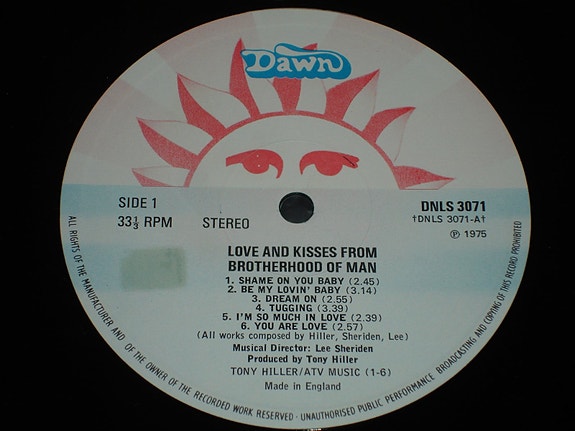 Dawn
SIDE 1
33⅓ RPM
STEREO
DNLS 3071
†DNLS 3071-A†
℗ 1975
LOVE AND KISSES FROM
BROTHERHOOD OF MAN
1. SHAME ON YOU BABY (2.45)
2. BE MY LOVIN' BABY (3.14)
3. DREAM ON (2.55)
4. TUGGING (3.39)
5. I'M SO MUCH IN LOVE (2.39)
6. YOU ARE LOVE (2.57)
(All works composed by Hiller, Sheriden, Lee)
Musical Director: Lee Sheriden
Produced by Tony Hiller
TONY HILLER/ATV MUSIC (1-6)
Made in England
ALL RIGHTS OF THE MANUFACTURER AND OF THE OWNER OF THE RECORDED WORK RESERVED · UNAUTHORISED PUBLIC PERFORMANCE BROADCASTING AND COPYING OF THIS RECORD PROHIBITED